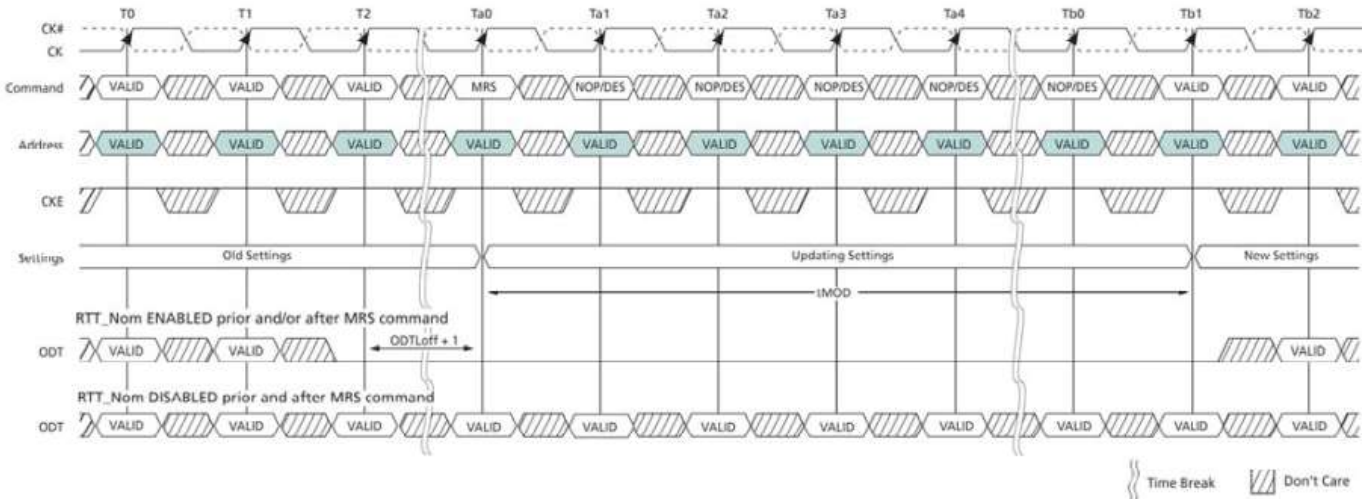 T0 T1 T2 Ta0 Ta1 Ta2 Ta3 Ta4 Tb0 Tb1 Tb2
CK#
CK
Command VALID VALID VALID MRS NOP/DES NOP/DES NOP/DES NOP/DES NOP/DES VALID VALID
Address VALID VALID VALID VALID VALID VALID VALID VALID VALID VALID VALID
CKE
Settings Old Settings Updating Settings New Settings
tMOD
RTT_Nom ENABLED prior and/or after MRS command
ODTLoff + 1
ODT VALID VALID VALID
RTT_Nom DISABLED prior and after MRS command
ODT VALID VALID VALID VALID VALID VALID VALID VALID VALID VALID VALID
Time Break Don't Care